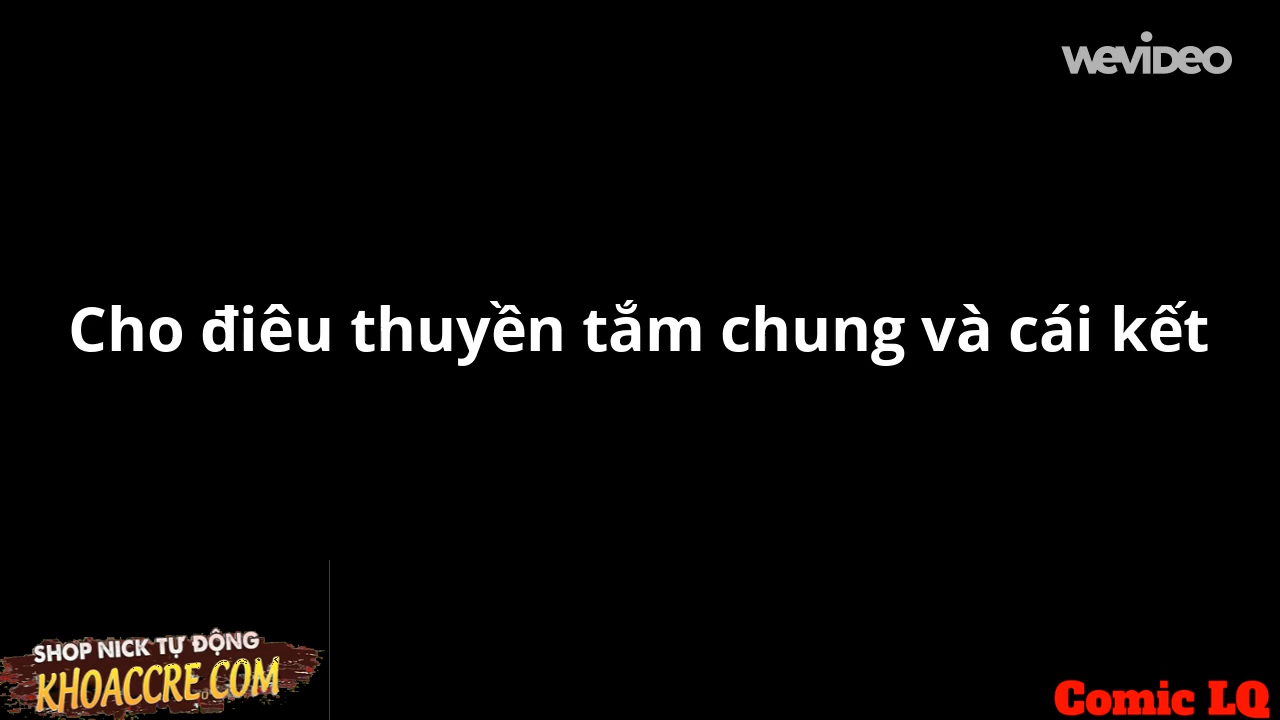 WEVIDEO
Cho điêu thuyền tắm chung và cái kết
SHOP NICK TỰ ĐỘNG
KHOACCRE.COM
Comic LQ